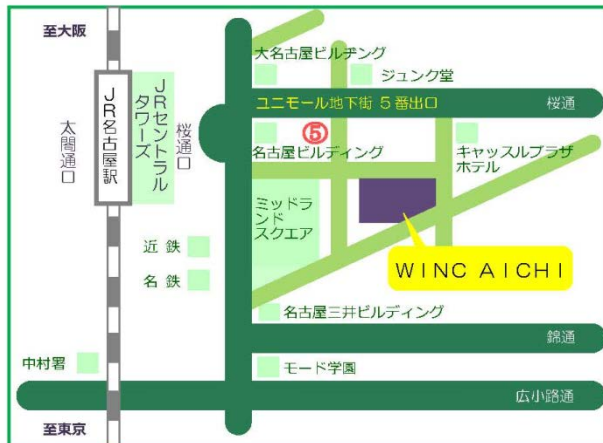 至大阪
大名古屋ビルヂング
ジュンク堂
JRセントラル
タワーズ
JR名古屋駅
太閤通口
桜通口
ユニモール地下街 5番出口
桜通
⑤
名古屋ビルディング
キャッスルプラザ
ホテル
ミッドラ
ンド
スクエア
近鉄
名鉄
WINC AICHI
名古屋三井ビルディング
錦通
中村署
モード学園
広小路通
至東京